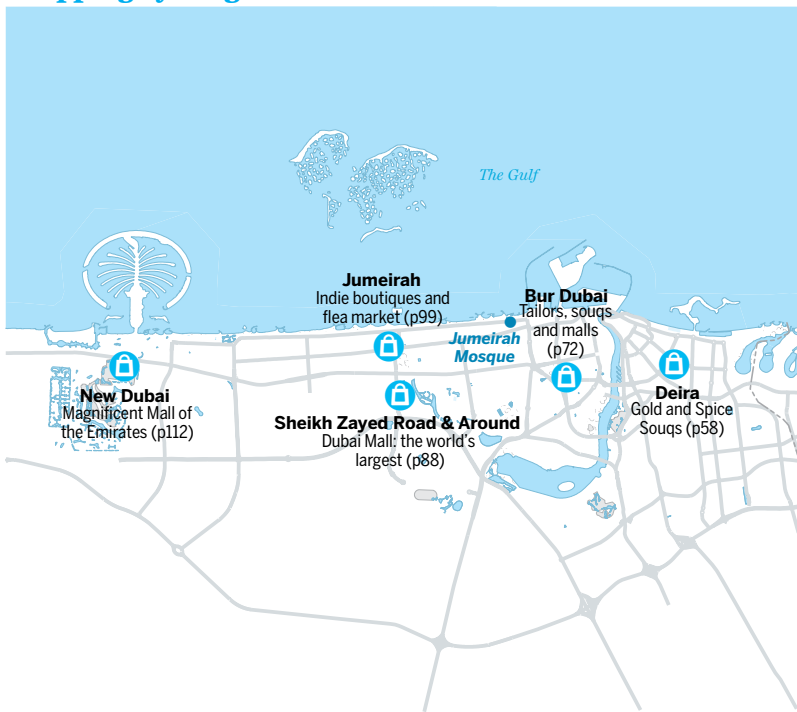 The Gulf
Jumeirah
Indie boutiques and
flea market (p99)
Bur Dubai
Tailors, souqs
and malls
(p72)
Jumeirah
Mosque
New Dubai
Magnificent Mall of
the Emirates (p112)
Sheikh Zayed Road & Around
Dubai Mall: the world's
largest (p88)
Deira
Gold and Spice
Souqs (p58)